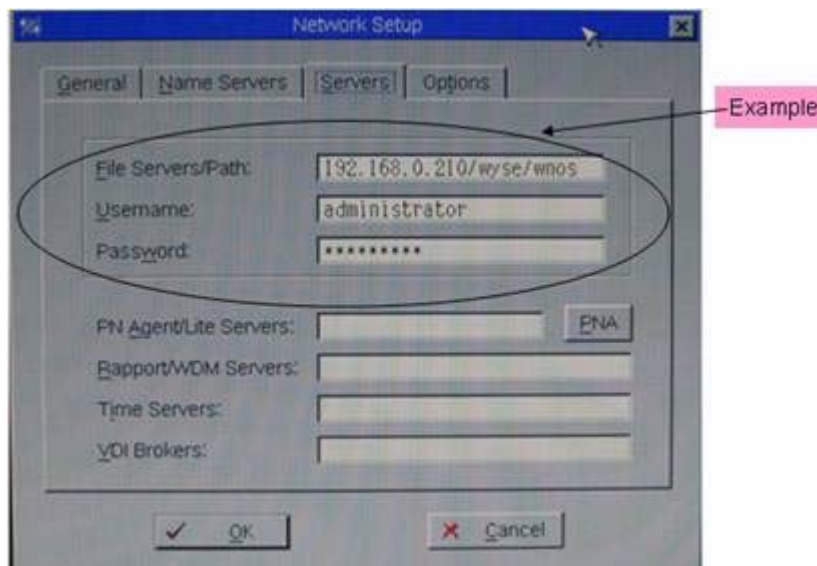 Network Setup
General Name Servers Servers Options
Example
File Servers/Path: 192.168.0.210/wyse/wnos
Username: administrator
Password: *********
PN Agent/Lite Servers: PNA
Rapport/WDM Servers:
Time Servers:
VDI Brokers:
OK Cancel